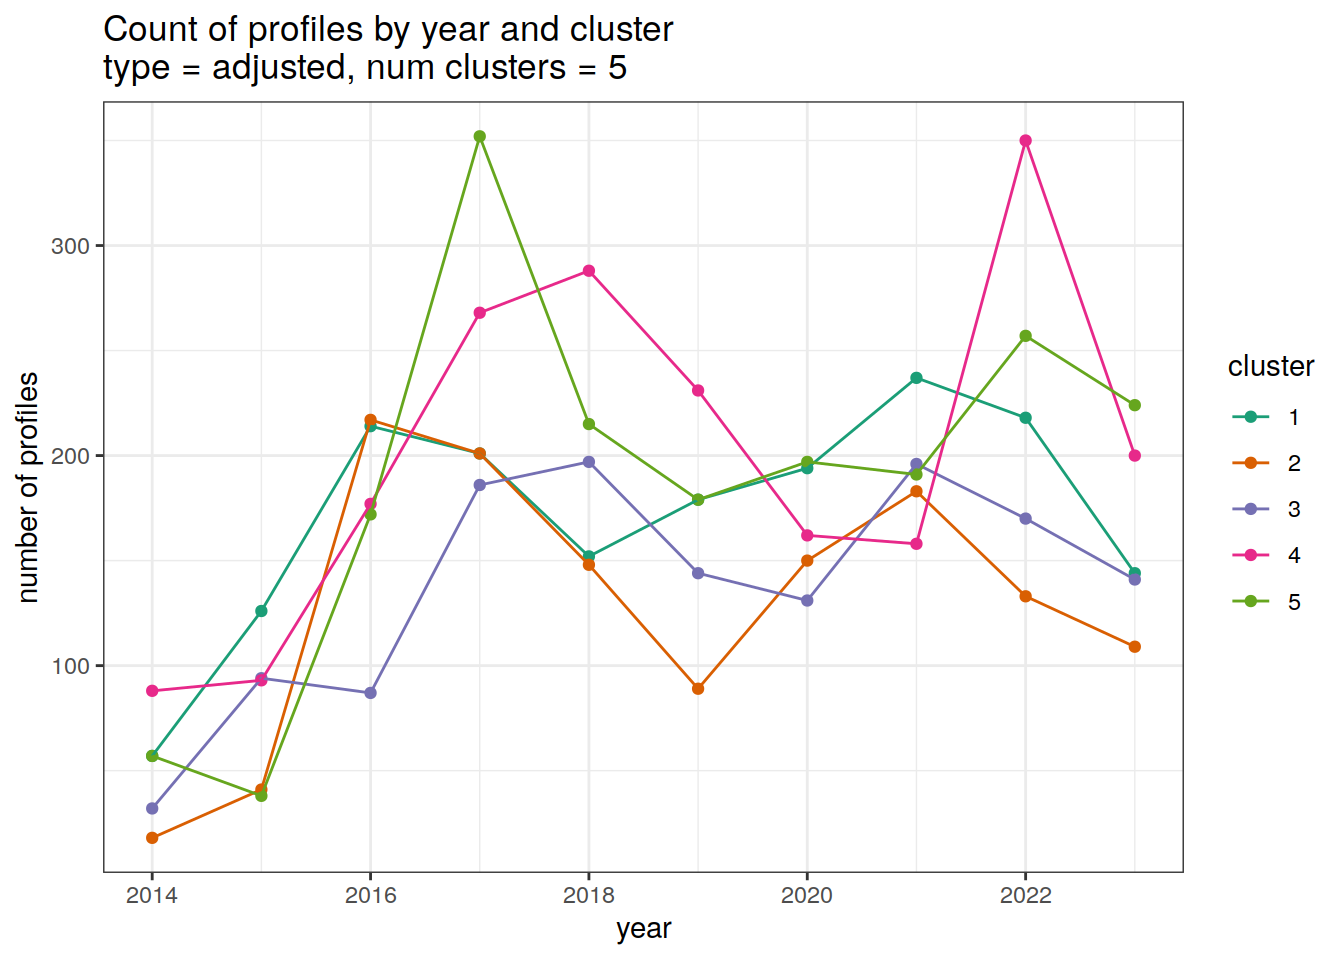 Count of profiles by year and cluster
type = adjusted, num clusters = 5
number of profiles
300
200
100
2014 2016 2018 2020 2022
year
cluster
1
2
3
4
5